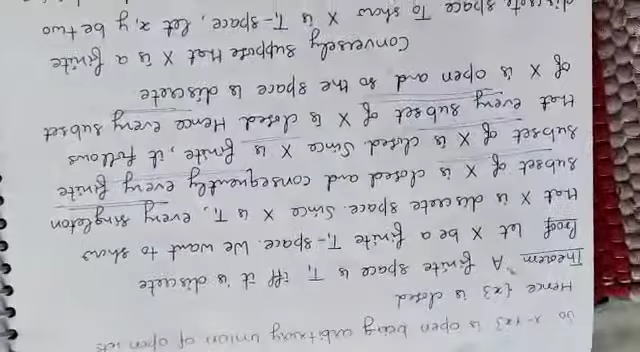 so X-{x} is open being arbitrary union of open sets
Hence {x} is closed
Theorem A finite space is T₁ iff it is discrete
Proof Let X be a finite T₁-space. We want to show
that X is discrete space. Since X is T₁, every singleton
subset of X is closed and consequently every finite
subset of X is closed Since X is finite, it follows
that every subset of X is closed Hence every subset
of X is open and so the space is discrete
Conversely suppose that X is a finite
discrete space To show X is T₁-space, let x, y be two